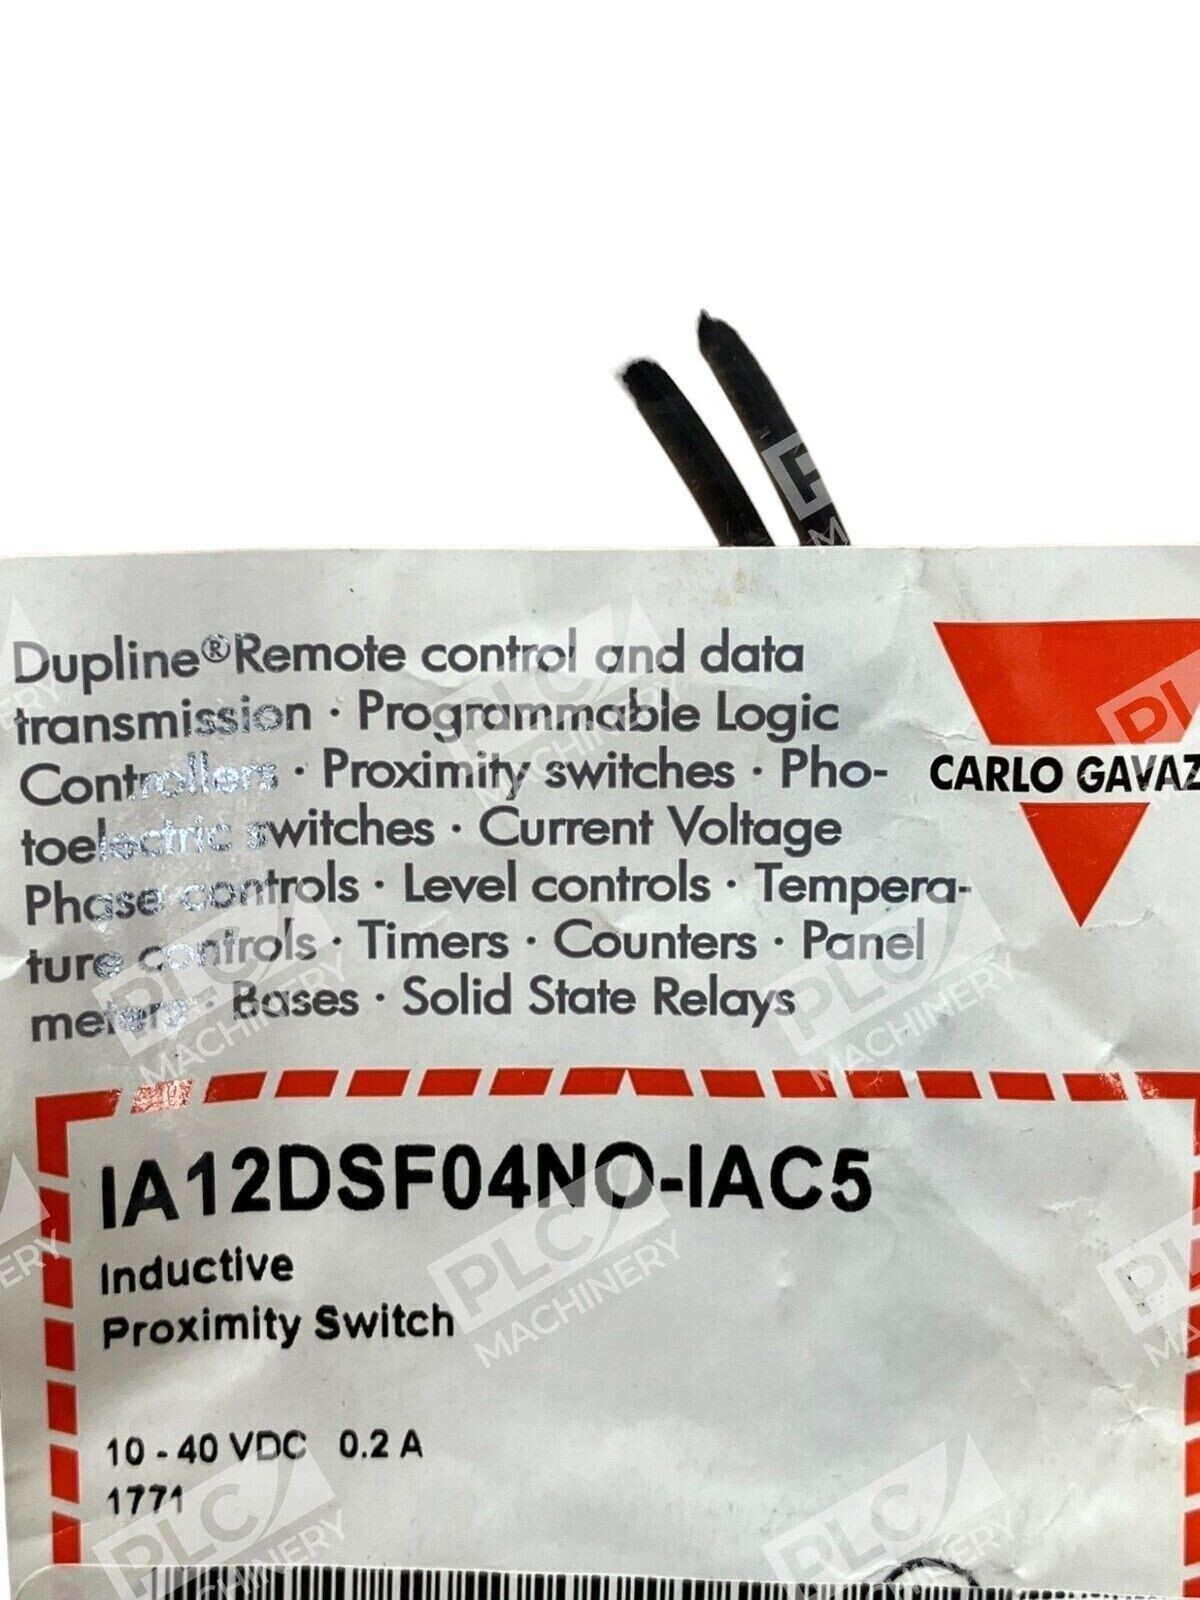 Dupline® Remote control and data
transmission · Programmable Logic
Controllers · Proximity switches · Pho-
toelectric switches · Current Voltage
Phase controls · Level controls · Tempera-
ture controls · Timers · Counters · Panel
meters · Bases · Solid State Relays
CARLO GAVAZ
IA12DSF04NO-IAC5
Inductive
Proximity Switch
10 - 40 VDC 0.2 A
1771
PLC
MACHINERY